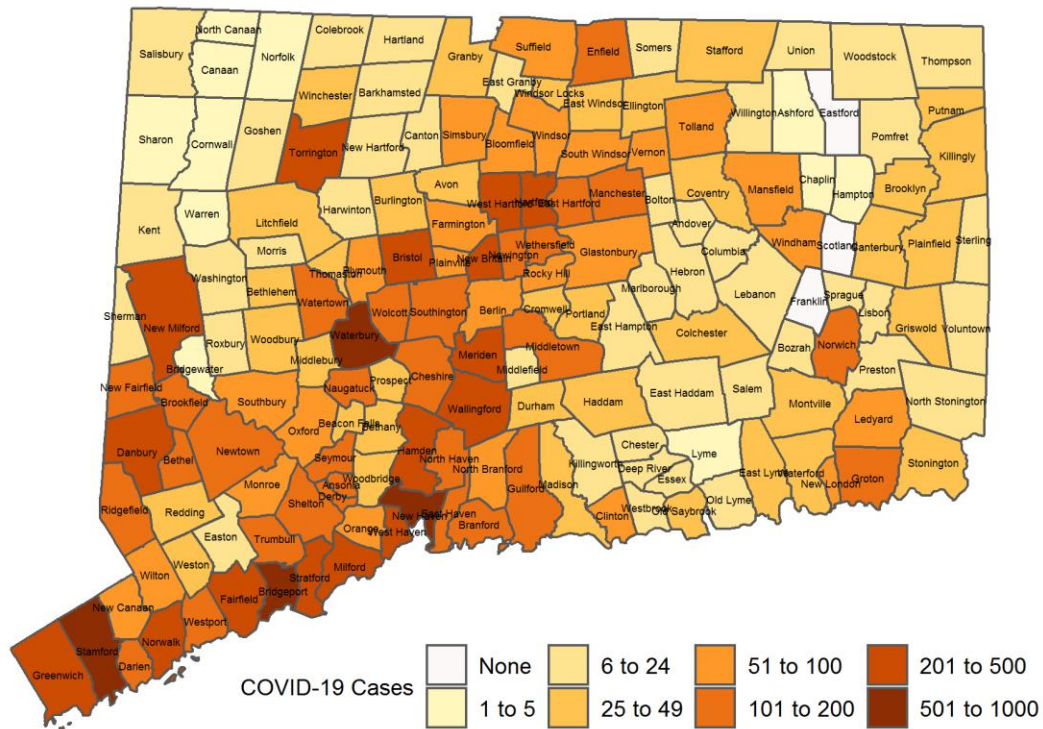 North Canaan
Colebrook
Hartland
Suffield
Enfield
Somers
Stafford
Union
Woodstock
Thompson
Salisbury
Canaan
Norfolk
Granby
East Granby
Windsor Locks
Winchester
Barkhamsted
East Windsor
Ellington
Willington
Ashford
Eastford
Putnam
Pomfret
Sharon
Cornwall
Goshen
Torrington
New Hartford
Canton
Simsbury
Bloomfield
Windsor
South Windsor
Vernon
Tolland
Killingly
Avon
West Hartford
Hartford
East Hartford
Manchester
Bolton
Coventry
Mansfield
Chaplin
Hampton
Brooklyn
Kent
Warren
Litchfield
Harwinton
Burlington
Farmington
Andover
Windham
Scotland
Canterbury
Plainfield
Sterling
Morris
Bristol
Plainville
New Britain
Newington
Wethersfield
Glastonbury
Columbia
Hebron
Washington
Bethlehem
Thomaston
Plymouth
Watertown
Rocky Hill
Marlborough
Lebanon
Franklin
Sprague
Lisbon
Sherman
New Milford
Wolcott
Southington
Berlin
Cromwell
Portland
East Hampton
Colchester
Griswold
Voluntown
Roxbury
Woodbury
Waterbury
Middlebury
Meriden
Middletown
Middlefield
Bozrah
Norwich
Preston
Bridgewater
New Fairfield
Brookfield
Southbury
Naugatuck
Prospect
Cheshire
Wallingford
Durham
Haddam
East Haddam
Salem
Montville
Ledyard
North Stonington
Danbury
Bethel
Newtown
Oxford
Beacon Falls
Bethany
Hamden
North Haven
North Branford
Killingworth
Chester
Lyme
Deep River
Essex
East Lyme
Waterford
New London
Groton
Stonington
Ridgefield
Redding
Monroe
Seymour
Ansonia
Derby
Woodbridge
Shelton
Guilford
Madison
Clinton
Westbrook
Old Saybrook
Old Lyme
Easton
Trumbull
Orange
New Haven
East Haven
West Haven
Branford
Wilton
Weston
Fairfield
Bridgeport
Stratford
Milford
New Canaan
Westport
Norwalk
Darien
Stamford
Greenwich
COVID-19 Cases
None
6 to 24
51 to 100
201 to 500
1 to 5
25 to 49
101 to 200
501 to 1000